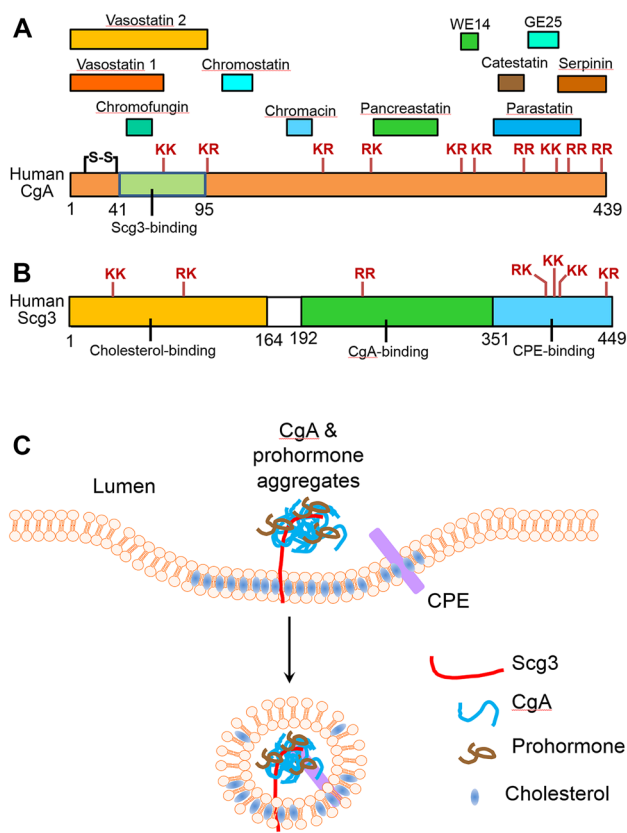 A
Vasostatin 2
WE14
GE25
Vasostatin 1
Chromostatin
Catestatin
Serpinin
Chromofungin
Chromacin
Pancreastatin
Parastatin
S-S
KK
KR
KR
RK
KR
KR
RR
KK
RR
RR
Human
CgA
1
41
95
439
Scg3-binding
B
KK
RK
RR
RK
KK
KK
KR
Human
Scg3
1
Cholesterol-binding
164
192
CgA-binding
351
CPE-binding
449
C
CgA &
prohormone
aggregates
Lumen
CPE
Scg3
CgA
Prohormone
Cholesterol